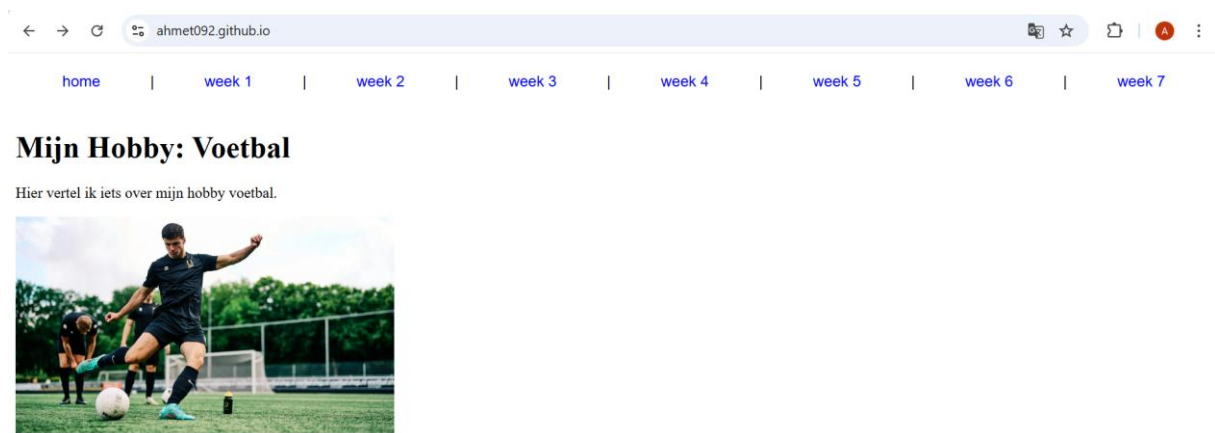 ahmet092.github.io
A
home | week 1 | week 2 | week 3 | week 4 | week 5 | week 6 | week 7
Mijn Hobby: Voetbal
Hier vertel ik iets over mijn hobby voetbal.